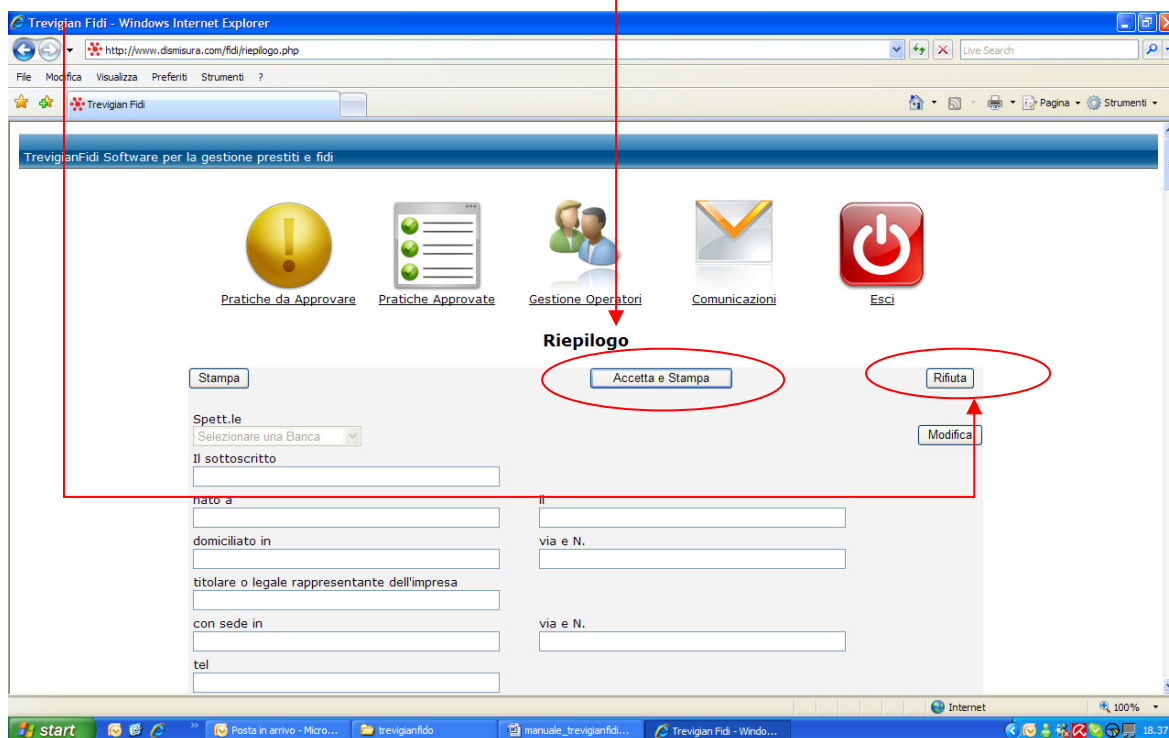 Trevigian Fidi - Windows Internet Explorer
http://www.dismisura.com/fidi/riepilogo.php
Live Search
File Modifica Visualizza Preferiti Strumenti ?
Trevigian Fidi
Pagina
Strumenti
TrevigianFidi Software per la gestione prestiti e fidi
Pratiche da Approvare
Pratiche Approvate
Gestione Operatori
Comunicazioni
Esci
Riepilogo
Stampa
Accetta e Stampa
Rifiuta
Spett.le
Selezionare una Banca
Modifica
Il sottoscritto
nato a
il
domiciliato in
via e N.
titolare o legale rappresentante dell'impresa
con sede in
via e N.
tel
Internet
100%
start
Posta in arrivo - Micro...
trevigianfido
manuale_trevigianfidi...
Trevigian Fidi - Windo...
18.37